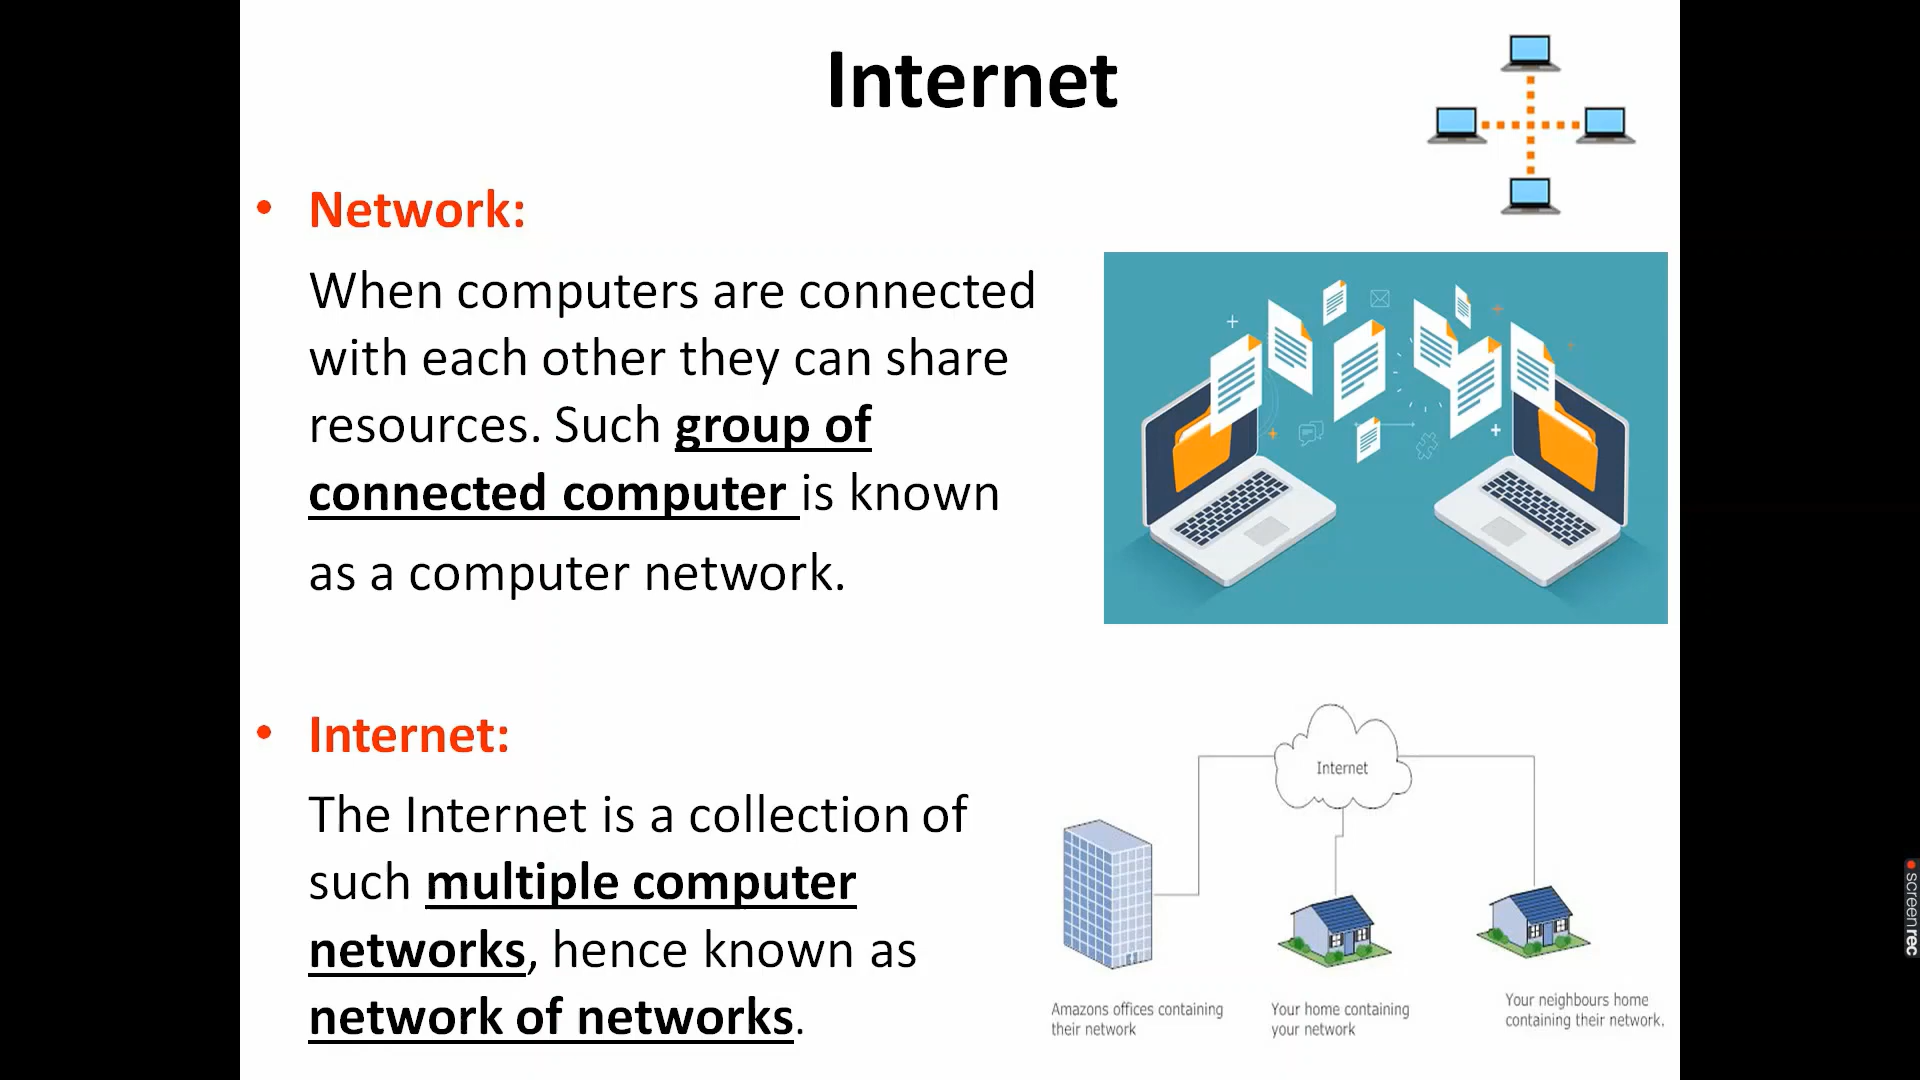 Internet
• Network:
When computers are connected
with each other they can share
resources. Such group of
connected computer is known
as a computer network.
• Internet:
The Internet is a collection of
such multiple computer
networks, hence known as
network of networks.
Internet
Amazons offices containing
their network
Your home containing
your network
Your neighbours home
containing their network.
screenrec